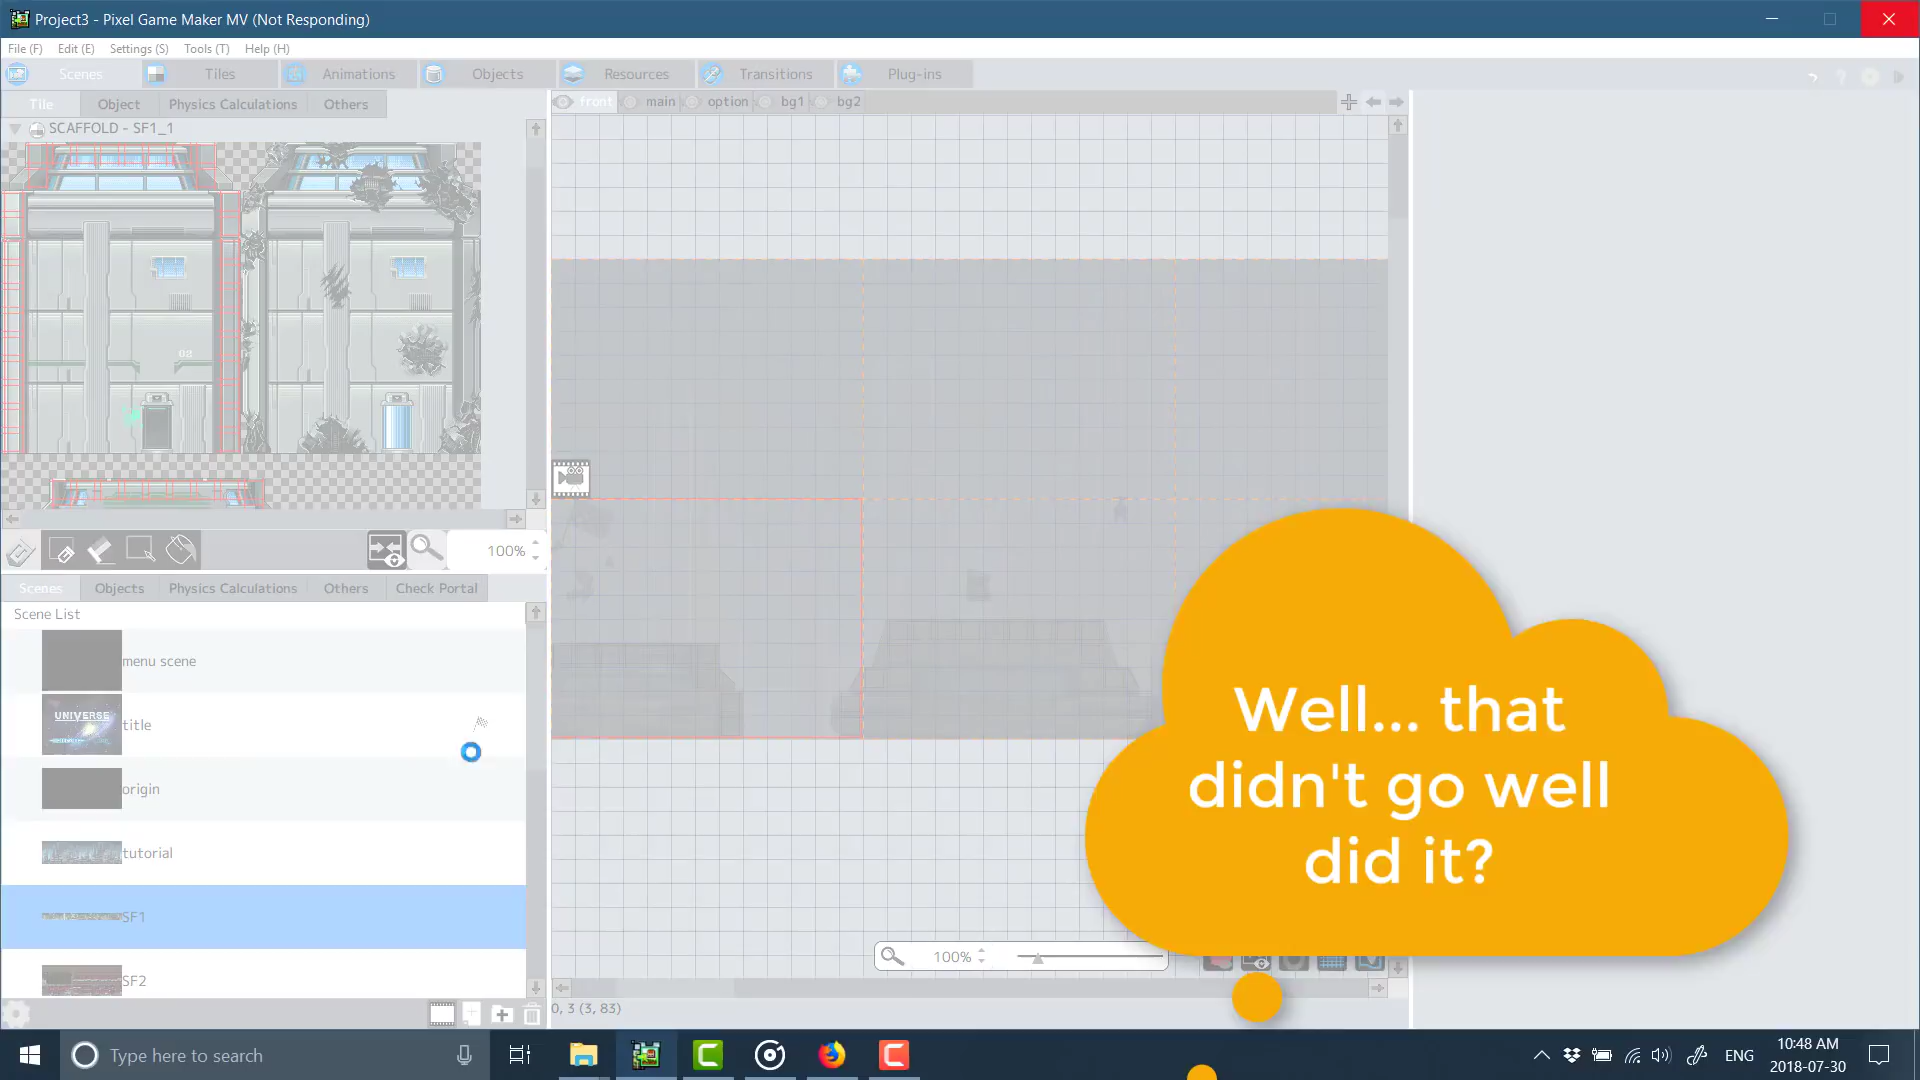 Project3 - Pixel Game Maker MV (Not Responding)
File (F) Edit (E) Settings (S) Tools (T) Help (H)
Scenes Tiles Animations Objects Resources Transitions Plug-ins
Tile Object Physics Calculations Others
front main option bg1 bg2
SCAFFOLD - SF1_1
02
100%
Scenes Objects Physics Calculations Others Check Portal
Scene List
menu scene
UNIVERSE
title
origin
tutorial
SF1
SF2
Well... that
didn't go well
did it?
100%
0, 3 (3, 83)
Type here to search
ENG
10:48 AM
2018-07-30